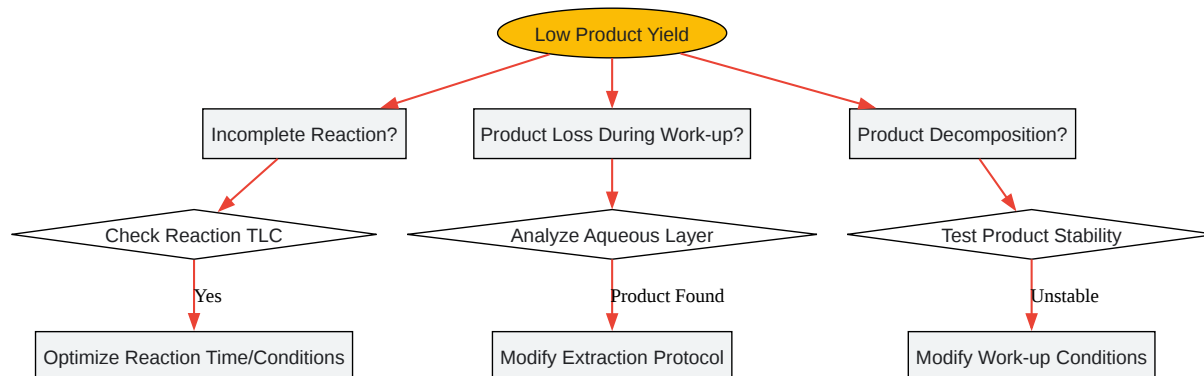 Low Product Yield
Incomplete Reaction?
Product Loss During Work-up?
Product Decomposition?
Check Reaction TLC
Analyze Aqueous Layer
Test Product Stability
Yes
Product Found
Unstable
Optimize Reaction Time/Conditions
Modify Extraction Protocol
Modify Work-up Conditions